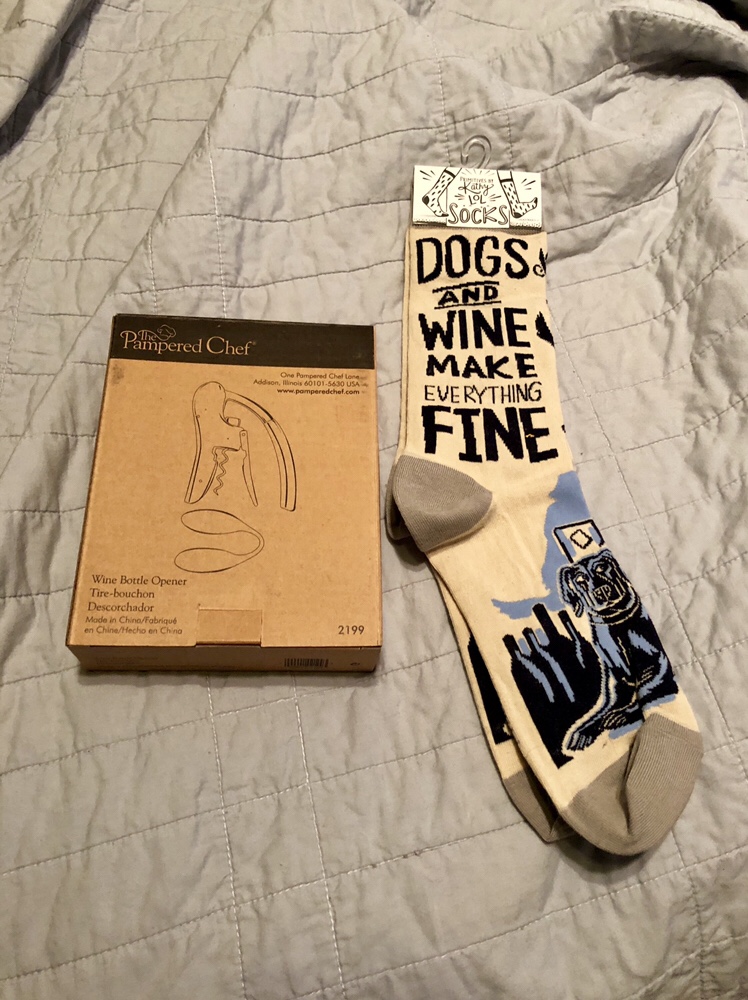 The
Pampered Chef®
One Pampered Chef Lane
Addison, Illinois 60101-5630 USA
www.pamperedchef.com
Wine Bottle Opener
Tire-bouchon
Descorchador
Made in China/Fabriqué
en Chine/Hecho en China
2199
PRIMITIVES BY
Kathy
LOL
SOCKS
DOGS
AND
WINE
MAKE
EVERYTHING
FINE